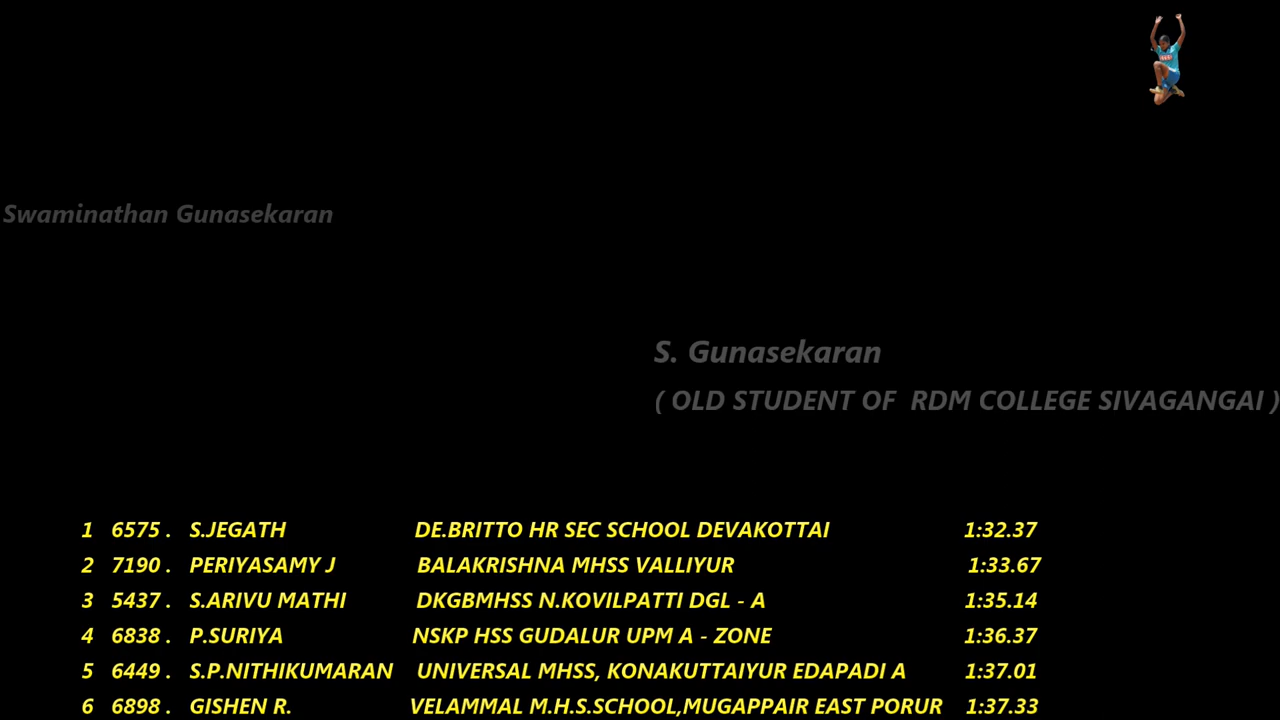 Swaminathan Gunasekaran
S. Gunasekaran
( OLD STUDENT OF RDM COLLEGE SIVAGANGAI )
1 6575 . S.JEGATH DE.BRITTO HR SEC SCHOOL DEVAKOTTAI 1:32.37
2 7190 . PERIYASAMY J BALAKRISHNA MHSS VALLIYUR 1:33.67
3 5437 . S.ARIVU MATHI DKGBMHSS N.KOVILPATTI DGL - A 1:35.14
4 6838 . P.SURIYA NSKP HSS GUDALUR UPM A - ZONE 1:36.37
5 6449 . S.P.NITHIKUMARAN UNIVERSAL MHSS, KONAKUTTAIYUR EDAPADI A 1:37.01
6 6898 . GISHEN R. VELAMMAL M.H.S.SCHOOL,MUGAPPAIR EAST PORUR 1:37.33